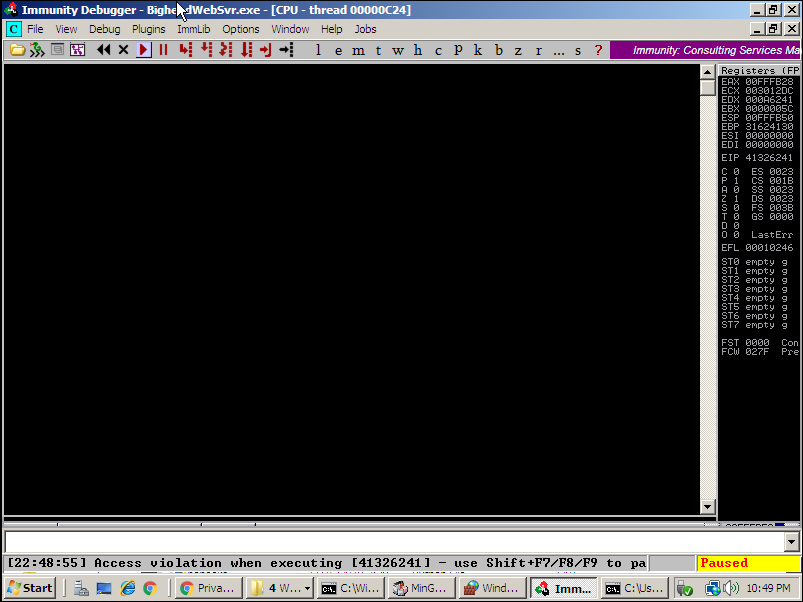 Immunity Debugger - BigheadWebSvr.exe - [CPU - thread 00000C24]
C File View Debug Plugins ImmLib Options Window Help Jobs
l e m t w h c P k b z r ... s ? Immunity: Consulting Services Ma
Registers (FP
EAX 00FFFB28
ECX 003012DC
EDX 000A6241
EBX 0000005C
ESP 00FFFB50
EBP 31624130
ESI 00000000
EDI 00000000
EIP 41326241
C 0 ES 0023
P 1 CS 001B
A 0 SS 0023
Z 1 DS 0023
S 0 FS 003B
T 0 GS 0000
D 0
O 0 LastErr
EFL 00010246
ST0 empty g
ST1 empty g
ST2 empty g
ST3 empty g
ST4 empty g
ST5 empty g
ST6 empty g
ST7 empty g
FST 0000 Con
FCW 027F Pre
[22:48:55] Access violation when executing [41326241] - use Shift+F7/F8/F9 to pa
Paused
Start Priva... 4 W... C:\Wi... MinG... Wind... Imm... C:\Us... 10:49 PM